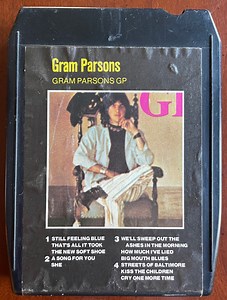 Gram Parsons
GRAM PARSONS GP
GI
1 STILL FEELING BLUE
THAT'S ALL IT TOOK
THE NEW SOFT SHOE
2 A SONG FOR YOU
SHE
3 WE'LL SWEEP OUT THE
ASHES IN THE MORNING
HOW MUCH I'VE LIED
BIG MOUTH BLUES
4 STREETS OF BALTIMORE
KISS THE CHILDREN
CRY ONE MORE TIME